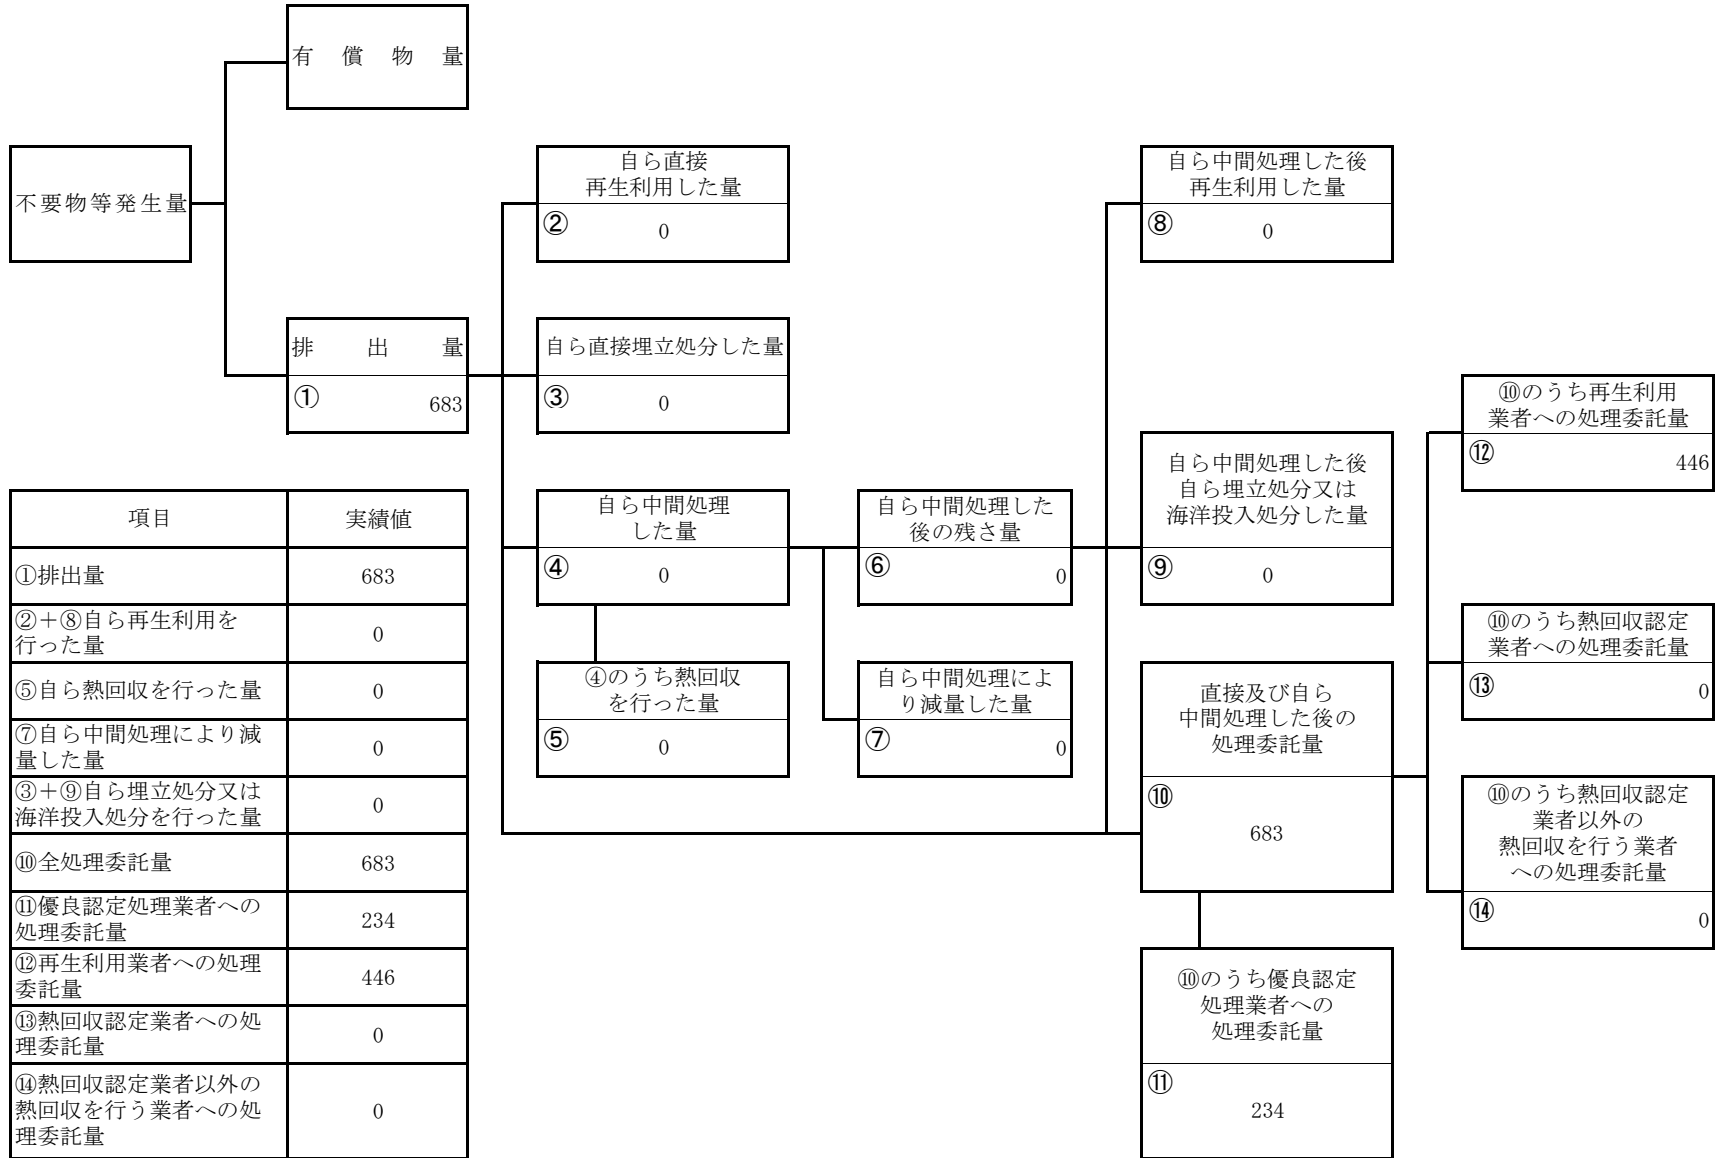 有償物量
不要物等発生量
排出量
①
683
自ら直接
再生利用した量
②
0
自ら直接埋立処分した量
③
0
自ら中間処理
した量
④
0
④のうち熱回収
を行った量
⑤
0
自ら中間処理した
後の残さ量
⑥
0
自ら中間処理によ
り減量した量
⑦
0
自ら中間処理した後
再生利用した量
⑧
0
自ら中間処理した後
自ら埋立処分又は
海洋投入処分した量
⑨
0
直接及び自ら
中間処理した後の
処理委託量
⑩
683
⑩のうち優良認定
処理業者への
処理委託量
⑪
234
⑩のうち再生利用
業者への処理委託量
⑫
446
⑩のうち熱回収認定
業者への処理委託量
⑬
0
⑩のうち熱回収認定
業者以外の
熱回収を行う業者
への処理委託量
⑭
0
項目 実績値
①排出量 683
②＋⑧自ら再生利用を
行った量
0
⑤自ら熱回収を行った量 0
⑦自ら中間処理により減
量した量
0
③＋⑨自ら埋立処分又は
海洋投入処分を行った量
0
⑩全処理委託量 683
⑪優良認定処理業者への
処理委託量
234
⑫再生利用業者への処理
委託量
446
⑬熱回収認定業者への処
理委託量
0
⑭熱回収認定業者以外の
熱回収を行う業者への処
理委託量
0